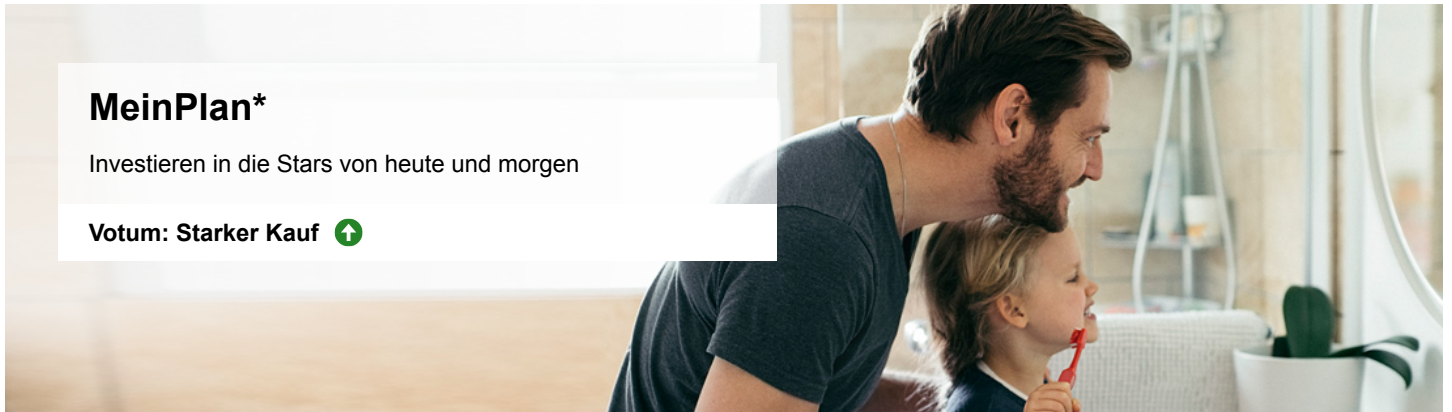 MeinPlan*
Investieren in die Stars von heute und morgen
Votum: Starker Kauf